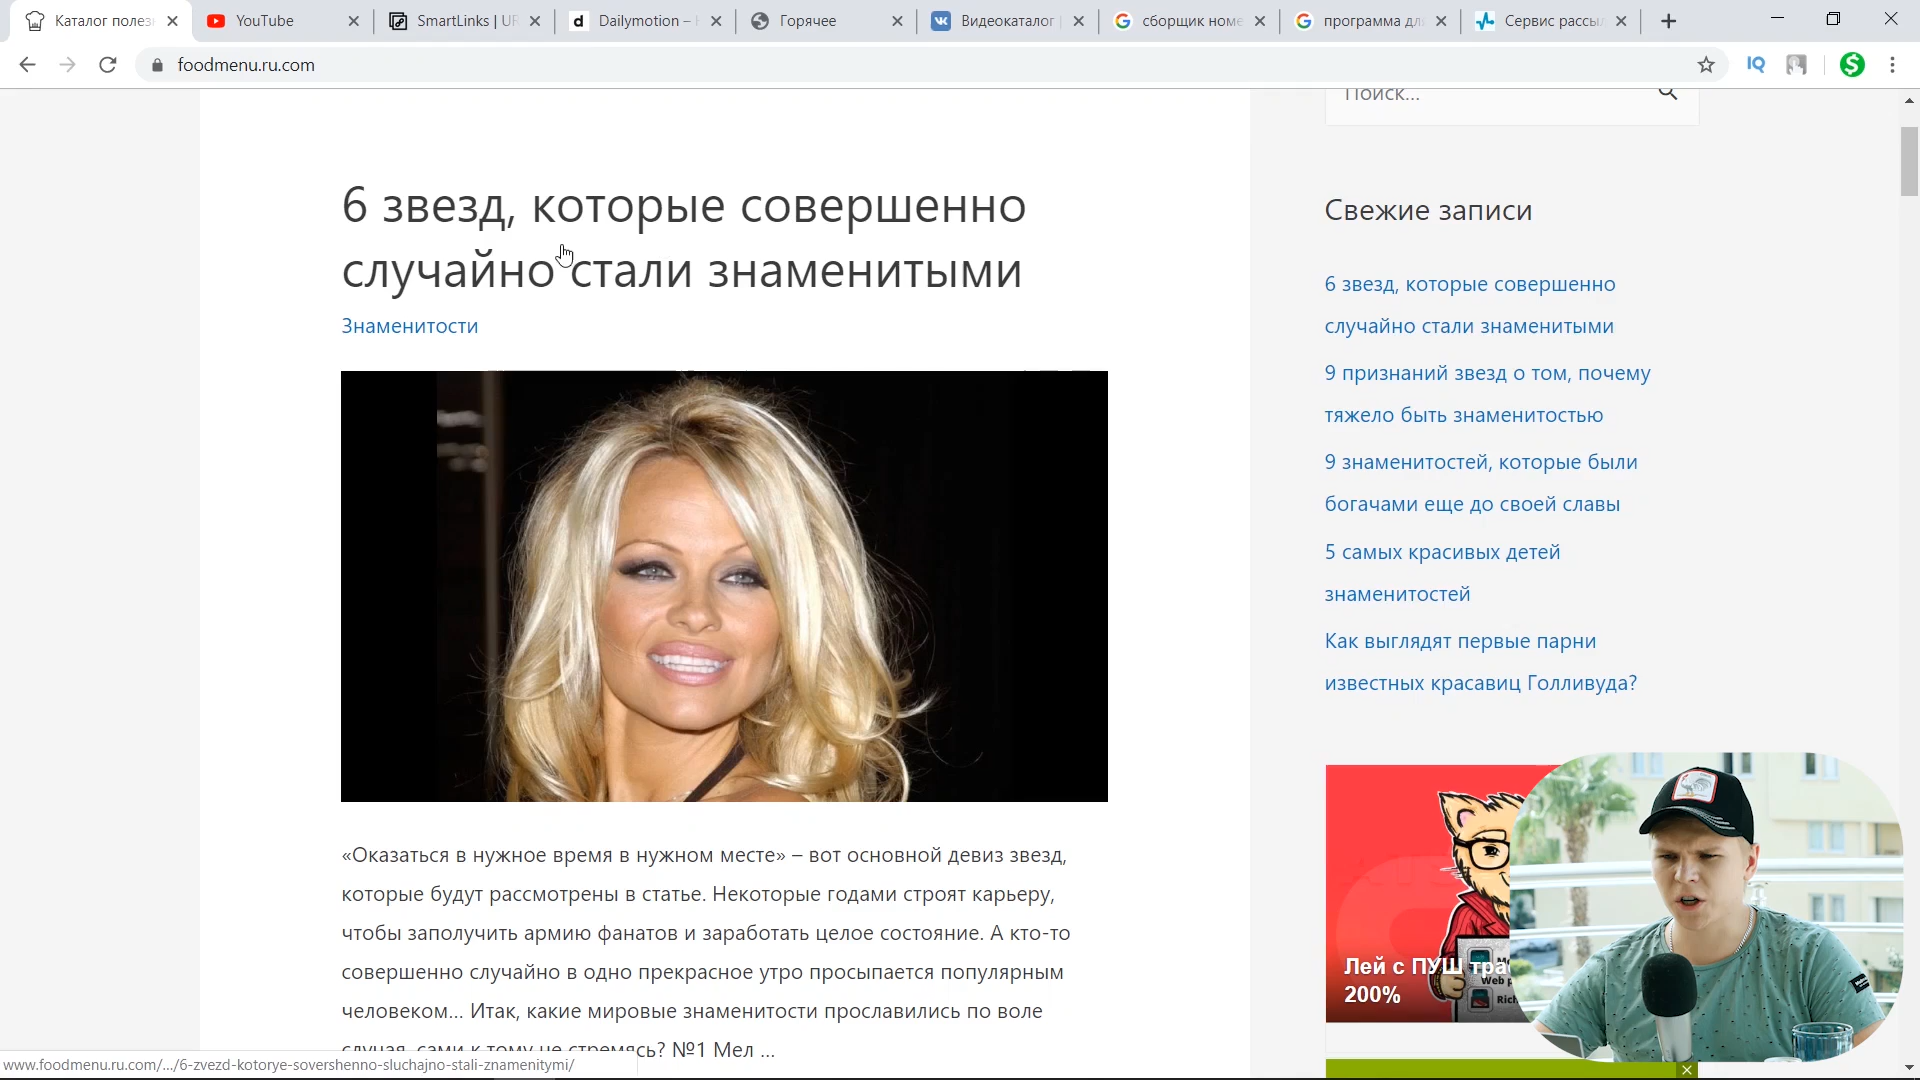 Каталог полез
YouTube
SmartLinks | UR
Dailymotion –
Горячее
Видеокаталог
сборщик номе
программа дл
Сервис рассы
foodmenu.ru.com
IQ
Поиск...
6 звезд, которые совершенно
случайно стали знаменитыми
Знаменитости
«Оказаться в нужное время в нужном месте» – вот основной девиз звезд,
которые будут рассмотрены в статье. Некоторые годами строят карьеру,
чтобы заполучить армию фанатов и заработать целое состояние. А кто-то
совершенно случайно в одно прекрасное утро просыпается популярным
человеком… Итак, какие мировые знаменитости прославились по воле
случая, сами к тому не стремясь? №1 Мел ...
Свежие записи
6 звезд, которые совершенно
случайно стали знаменитыми
9 признаний звезд о том, почему
тяжело быть знаменитостью
9 знаменитостей, которые были
богачами еще до своей славы
5 самых красивых детей
знаменитостей
Как выглядят первые парни
известных красавиц Голливуда?
Лей с ПУШ тра
200%
Web p
Rich
www.foodmenu.ru.com/.../6-zvezd-kotorye-sovershenno-sluchajno-stali-znamenitymi/